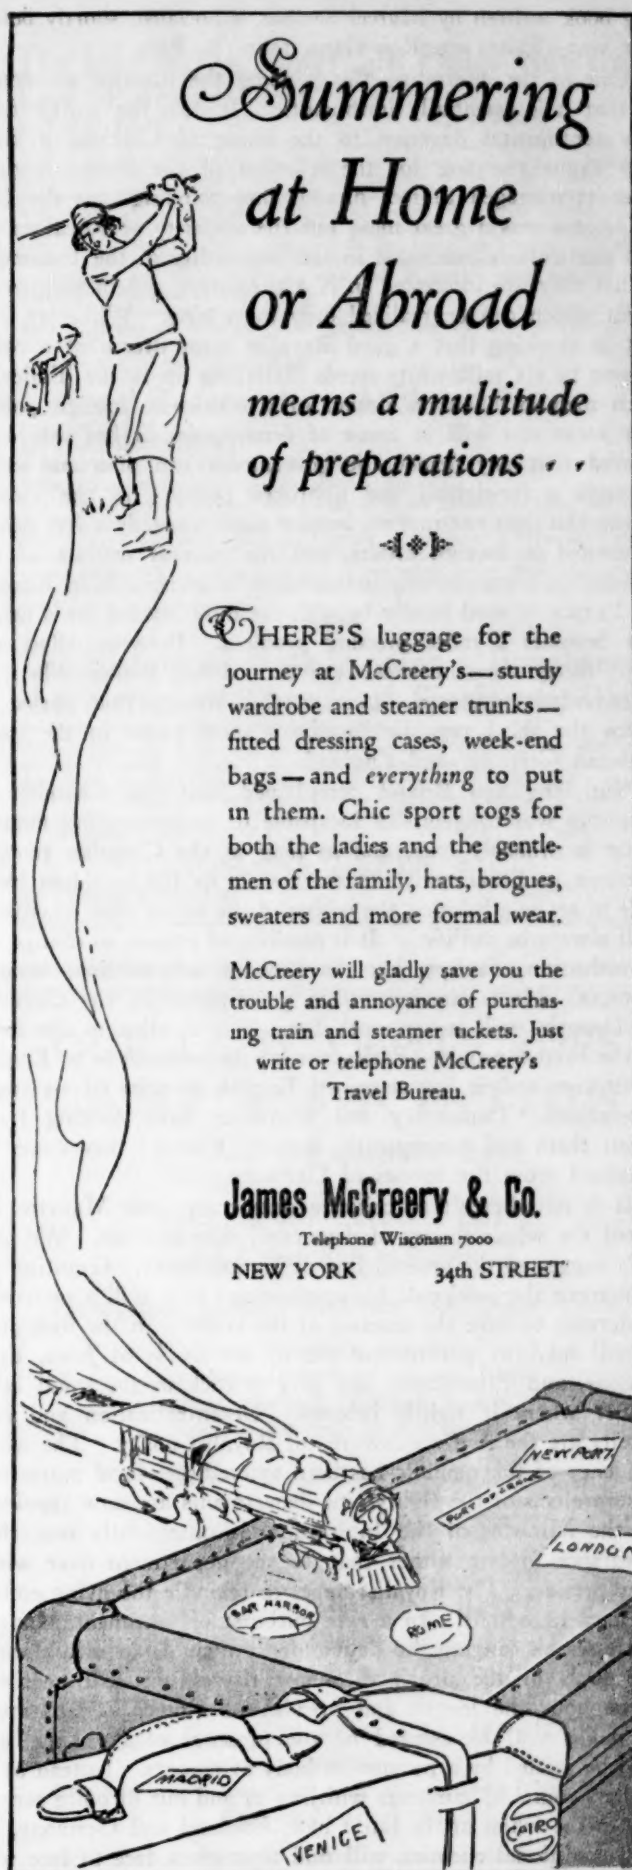 Summering
at Home
or Abroad
means a multitude
of preparations - -
THERE'S luggage for the
journey at McCreery's—sturdy
wardrobe and steamer trunks—
fitted dressing cases, week-end
bags—and everything to put
in them. Chic sport togs for
both the ladies and the gentle-
men of the family, hats, brogues,
sweaters and more formal wear.
McCreery will gladly save you the
trouble and annoyance of purchas-
ing train and steamer tickets. Just
write or telephone McCreery's
Travel Bureau.
James McCreery & Co.
Telephone Wisconsin 7000
NEW YORK 34th STREET
NEWPORT
PORT OF
LONDON
BAR HARBOR
ROME
MADRID
VENICE
CAIRO